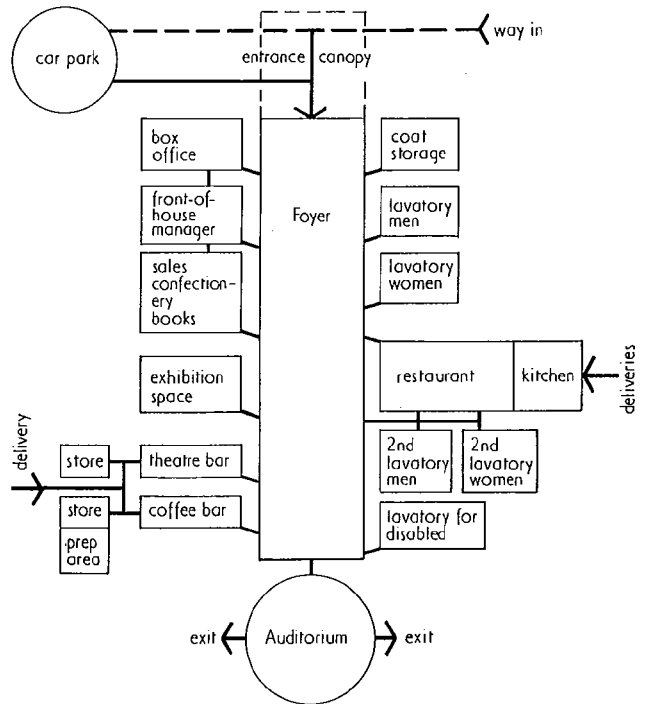 way in
car park
entrance canopy
box
office
coat
storage
front-of-
house
manager
Foyer
lavatory
men
sales
confection-
ery
books
lavatory
women
exhibition
space
restaurant
kitchen
deliveries
delivery
store
theatre bar
2nd
lavatory
men
2nd
lavatory
women
store
coffee bar
prep
area
lavatory for
disabled
exit
Auditorium
exit